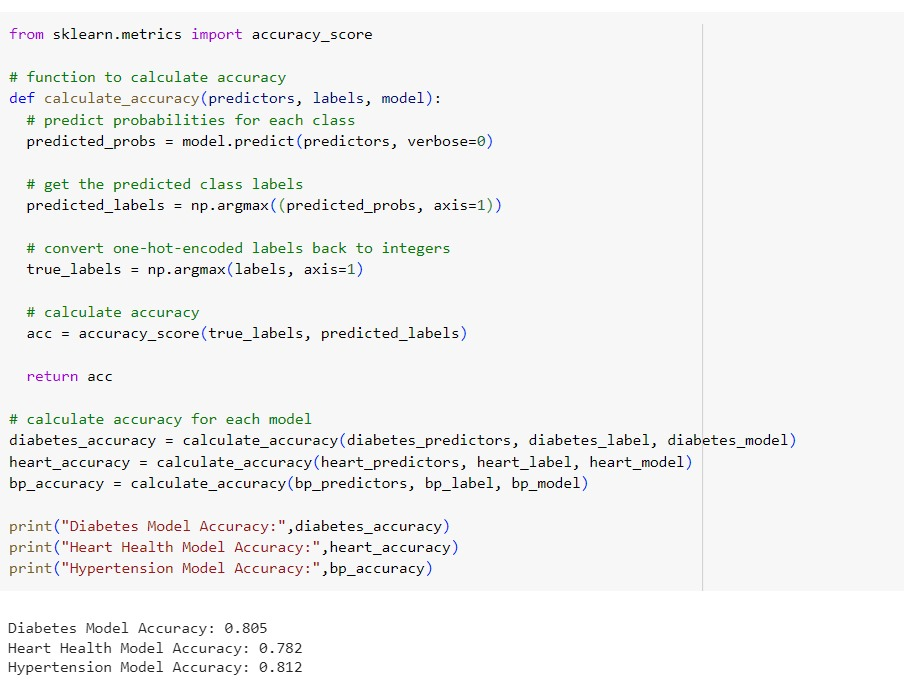 from sklearn.metrics import accuracy_score
# function to calculate accuracy
def calculate_accuracy(predictors, labels, model):
# predict probabilities for each class
predicted_probs = model.predict(predictors, verbose=0)
# get the predicted class labels
predicted_labels = np.argmax((predicted_probs, axis=1))
# convert one-hot-encoded labels back to integers
true_labels = np.argmax(labels, axis=1)
# calculate accuracy
acc = accuracy_score(true_labels, predicted_labels)
return acc
# calculate accuracy for each model
diabetes_accuracy = calculate_accuracy(diabetes_predictors, diabetes_label, diabetes_model)
heart_accuracy = calculate_accuracy(heart_predictors, heart_label, heart_model)
bp_accuracy = calculate_accuracy(bp_predictors, bp_label, bp_model)
print("Diabetes Model Accuracy:",diabetes_accuracy)
print("Heart Health Model Accuracy:",heart_accuracy)
print("Hypertension Model Accuracy:",bp_accuracy)
Diabetes Model Accuracy: 0.805
Heart Health Model Accuracy: 0.782
Hypertension Model Accuracy: 0.812